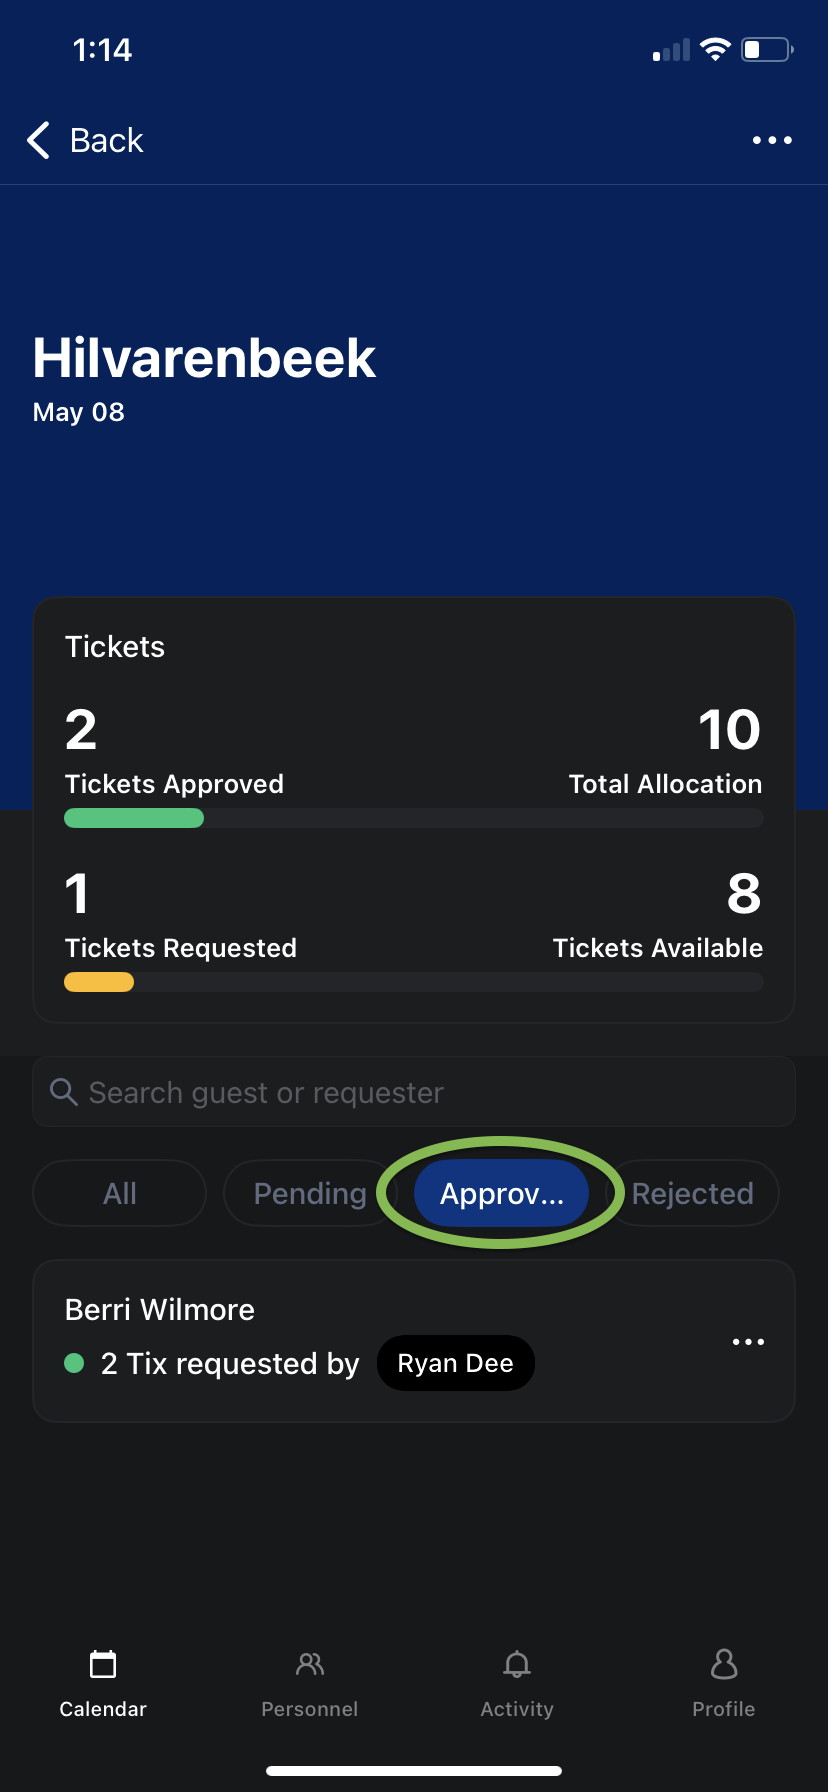 1:14
Back
Hilvarenbeek
May 08
Tickets
2 10
Tickets Approved Total Allocation
1 8
Tickets Requested Tickets Available
Search guest or requester
All Pending Approv... Rejected
Berri Wilmore
2 Tix requested by Ryan Dee
Calendar Personnel Activity Profile